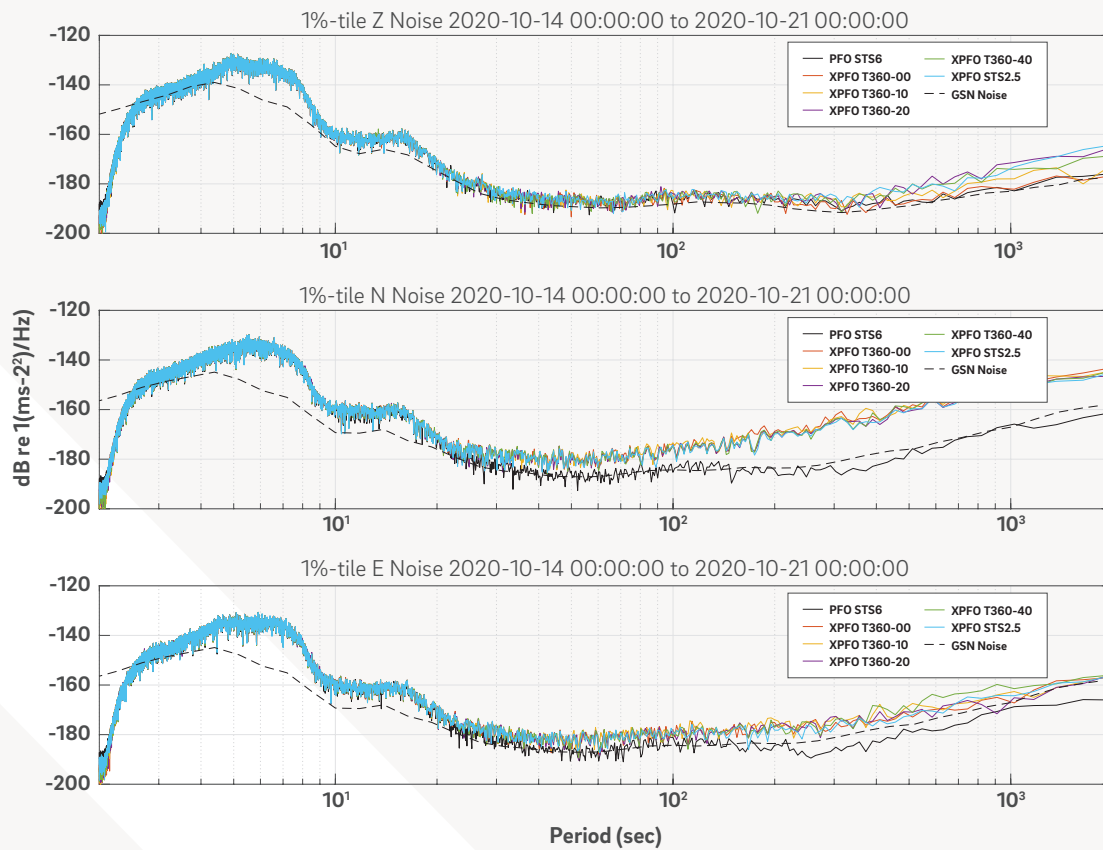 1%-tile Z Noise 2020-10-14 00:00:00 to 2020-10-21 00:00:00
-120
-140
-160
-180
-200
10¹
10²
10³
PFO STS6
XPFO T360-00
XPFO T360-10
XPFO T360-20
XPFO T360-40
XPFO STS2.5
GSN Noise
1%-tile N Noise 2020-10-14 00:00:00 to 2020-10-21 00:00:00
-120
-140
-160
-180
-200
10¹
10²
10³
PFO STS6
XPFO T360-00
XPFO T360-10
XPFO T360-20
XPFO T360-40
XPFO STS2.5
GSN Noise
dB re 1(ms-2²)/Hz
1%-tile E Noise 2020-10-14 00:00:00 to 2020-10-21 00:00:00
-120
-140
-160
-180
-200
10¹
10²
10³
PFO STS6
XPFO T360-00
XPFO T360-10
XPFO T360-20
XPFO T360-40
XPFO STS2.5
GSN Noise
Period (sec)